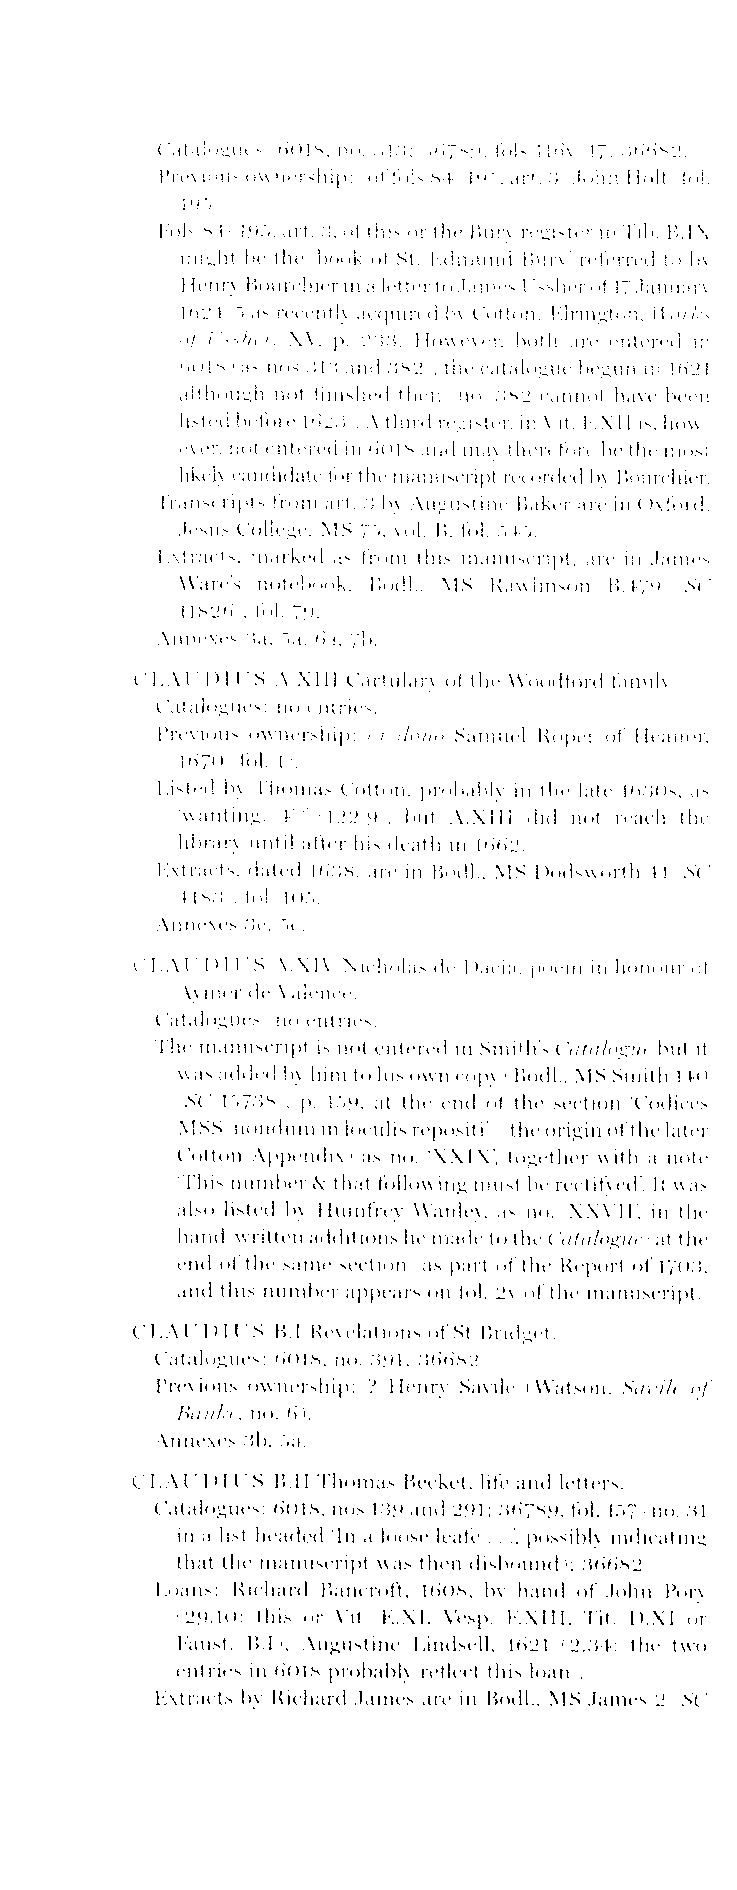 Catalogues: 6018, no. 313; 36789, fols 116v, 17; 36682.
Previous ownership: (of fols 84–195, art. 3) John Holt (fol.
195
Fols 84–195, art. 3, of this or the Bury register in Tib. B.IX
might be the 'book of St. Edmund Bury' referred to by
Henry Bourchier in a letter to James Ussher of 17 January
1624/5 as recently acquired by Cotton: Elrington, Works
of Ussher, XV, p. 233. However, both are entered in
6018 (as nos 313 and 382), the catalogue begun in 1621
although not finished then (no. 382 cannot have been
listed before 1623). A third register, in Vit. F.XII is, how-
ever, not entered in 6018 and may therefore be the most
likely candidate for the manuscript recorded by Bourchier.
Transcripts from art. 3 by Augustine Baker are in Oxford,
Jesus College, MS 75, vol. B, fol. 545.
Extracts, marked as from this manuscript, are in James
Ware's notebook, Bodl., MS Rawlinson B.479 (SC
11826), fol. 79.
Annexes 3a, 5a, 6a, 7b.
CLAUDIUS A.XIII Cartulary of the Woodford family.
Catalogues: no entries.
Previous ownership: ex dono Samuel Roper of Heanor,
1670 (fol. 1v).
Listed by Thomas Cotton, probably in the late 1630s, as
'wanting,' (122.9), but A.XIII did not reach the
library until after his death in 1662.
Extracts, dated 1638, are in Bodl., MS Dodsworth 41 (SC
4183), fol. 105.
Annexes 3e, 5c.
CLAUDIUS A.XIV Nicholas de Dacia, poem in honour of
Aymer de Valence.
Catalogues: no entries.
The manuscript is not entered in Smith's Catalogue but it
was added by him to his own copy (Bodl., MS Smith 140
(SC 15738), p. 159, at the end of the section 'Codices
MSS. nondum in loculis repositi' – the origin of the later
Cotton Appendix) as no. 'XXIX', together with a note
'This number & that following must be rectifyed'. It was
also listed by Humfrey Wanley, as no. 'XXVII', in the
hand-written additions he made to the Catalogue (at the
end of the same section) as part of the Report of 1703,
and this number appears on fol. 2v of the manuscript.
CLAUDIUS B.I Revelations of St Bridget.
Catalogues: 6018, no. 391; 36682.
Previous ownership: ? Henry Savile (Watson, Savile of
Banke, no. 6).
Annexes 3b, 5a.
CLAUDIUS B.II Thomas Becket, life and letters.
Catalogues: 6018, nos 139 and 291; 36789, fol. 157 (no. 31
in a list headed 'In a loose leafe . . .', possibly indicating
that the manuscript was then disbound); 36682.
Loans: Richard Bancroft, 1608, by hand of John Pory
(29.10: this or Vit. E.XI, Vesp. E.XIII, Tit. D.XI or
Faust. B.I), Augustine Lindsell, 1621 (2.34: the two
entries in 6018 probably reflect this loan).
Extracts by Richard James are in Bodl., MS James 2 (SC